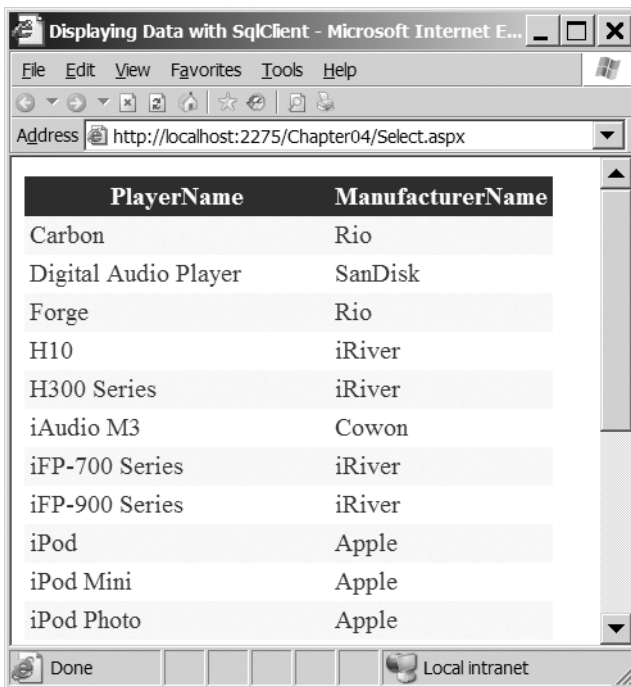 Displaying Data with SqlClient - Microsoft Internet E...
File Edit View Favorites Tools Help
Address http://localhost:2275/Chapter04/Select.aspx
PlayerName ManufacturerName
Carbon Rio
Digital Audio Player SanDisk
Forge Rio
H10 iRiver
H300 Series iRiver
iAudio M3 Cowon
iFP-700 Series iRiver
iFP-900 Series iRiver
iPod Apple
iPod Mini Apple
iPod Photo Apple
Done Local intranet